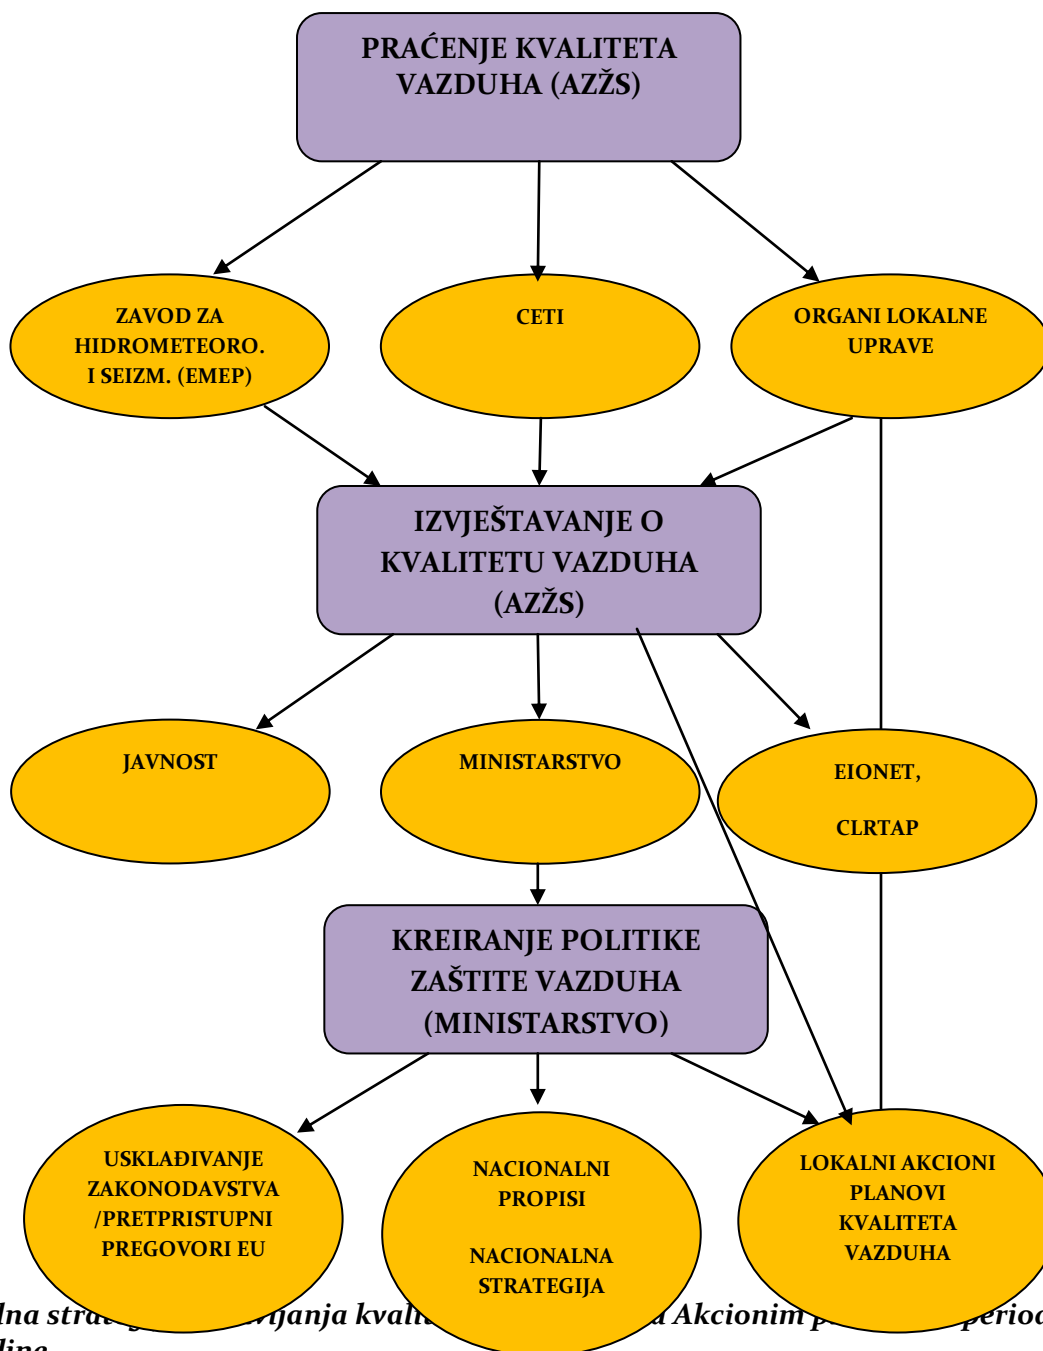 PRAĆENJE KVALITETA
VAZDUHA (AZŽS)
ZAVOD ZA
HIDROMETEORO.
I SEIZM. (EMEP)
CETI
ORGANI LOKALNE
UPRAVE
IZVJEŠTAVANJE O
KVALITETU VAZDUHA
(AZŽS)
JAVNOST
MINISTARSTVO
EIONET,
CLRTAP
KREIRANJE POLITIKE
ZAŠTITE VAZDUHA
(MINISTARSTVO)
USKLAĐIVANJE
ZAKONODAVSTVA
/PRETPRISTUPNI
PREGOVORI EU
NACIONALNI
PROPISI
NACIONALNA
STRATEGIJA
LOKALNI AKCIONI
PLANOVI
KVALITETA
VAZDUHA
Akcionim